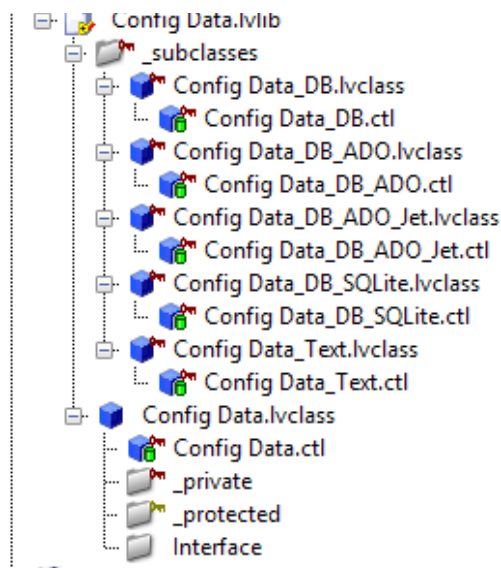 Config Data.lvlib
_subclasses
Config Data_DB.lvclass
Config Data_DB.ctl
Config Data_DB_ADO.lvclass
Config Data_DB_ADO.ctl
Config Data_DB_ADO_Jet.lvclass
Config Data_DB_ADO_Jet.ctl
Config Data_DB_SQLite.lvclass
Config Data_DB_SQLite.ctl
Config Data_Text.lvclass
Config Data_Text.ctl
Config Data.lvclass
Config Data.ctl
_private
_protected
Interface